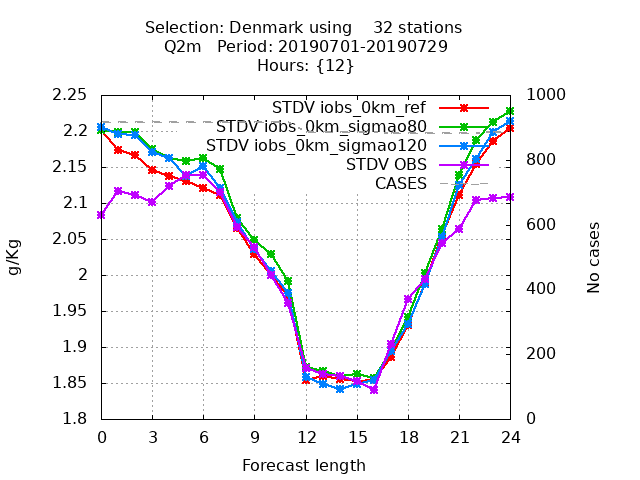 Selection: Denmark using    32 stations
Q2m   Period: 20190701-20190729
Hours: {12}
STDV iobs_0km_ref
STDV iobs_0km_sigmao80
STDV iobs_0km_sigmao120
STDV OBS
CASES
2.25
2.2
2.15
2.1
2.05
2
1.95
1.9
1.85
1.8
g/Kg
1000
800
600
400
200
0
No cases
0 3 6 9 12 15 18 21 24
Forecast length